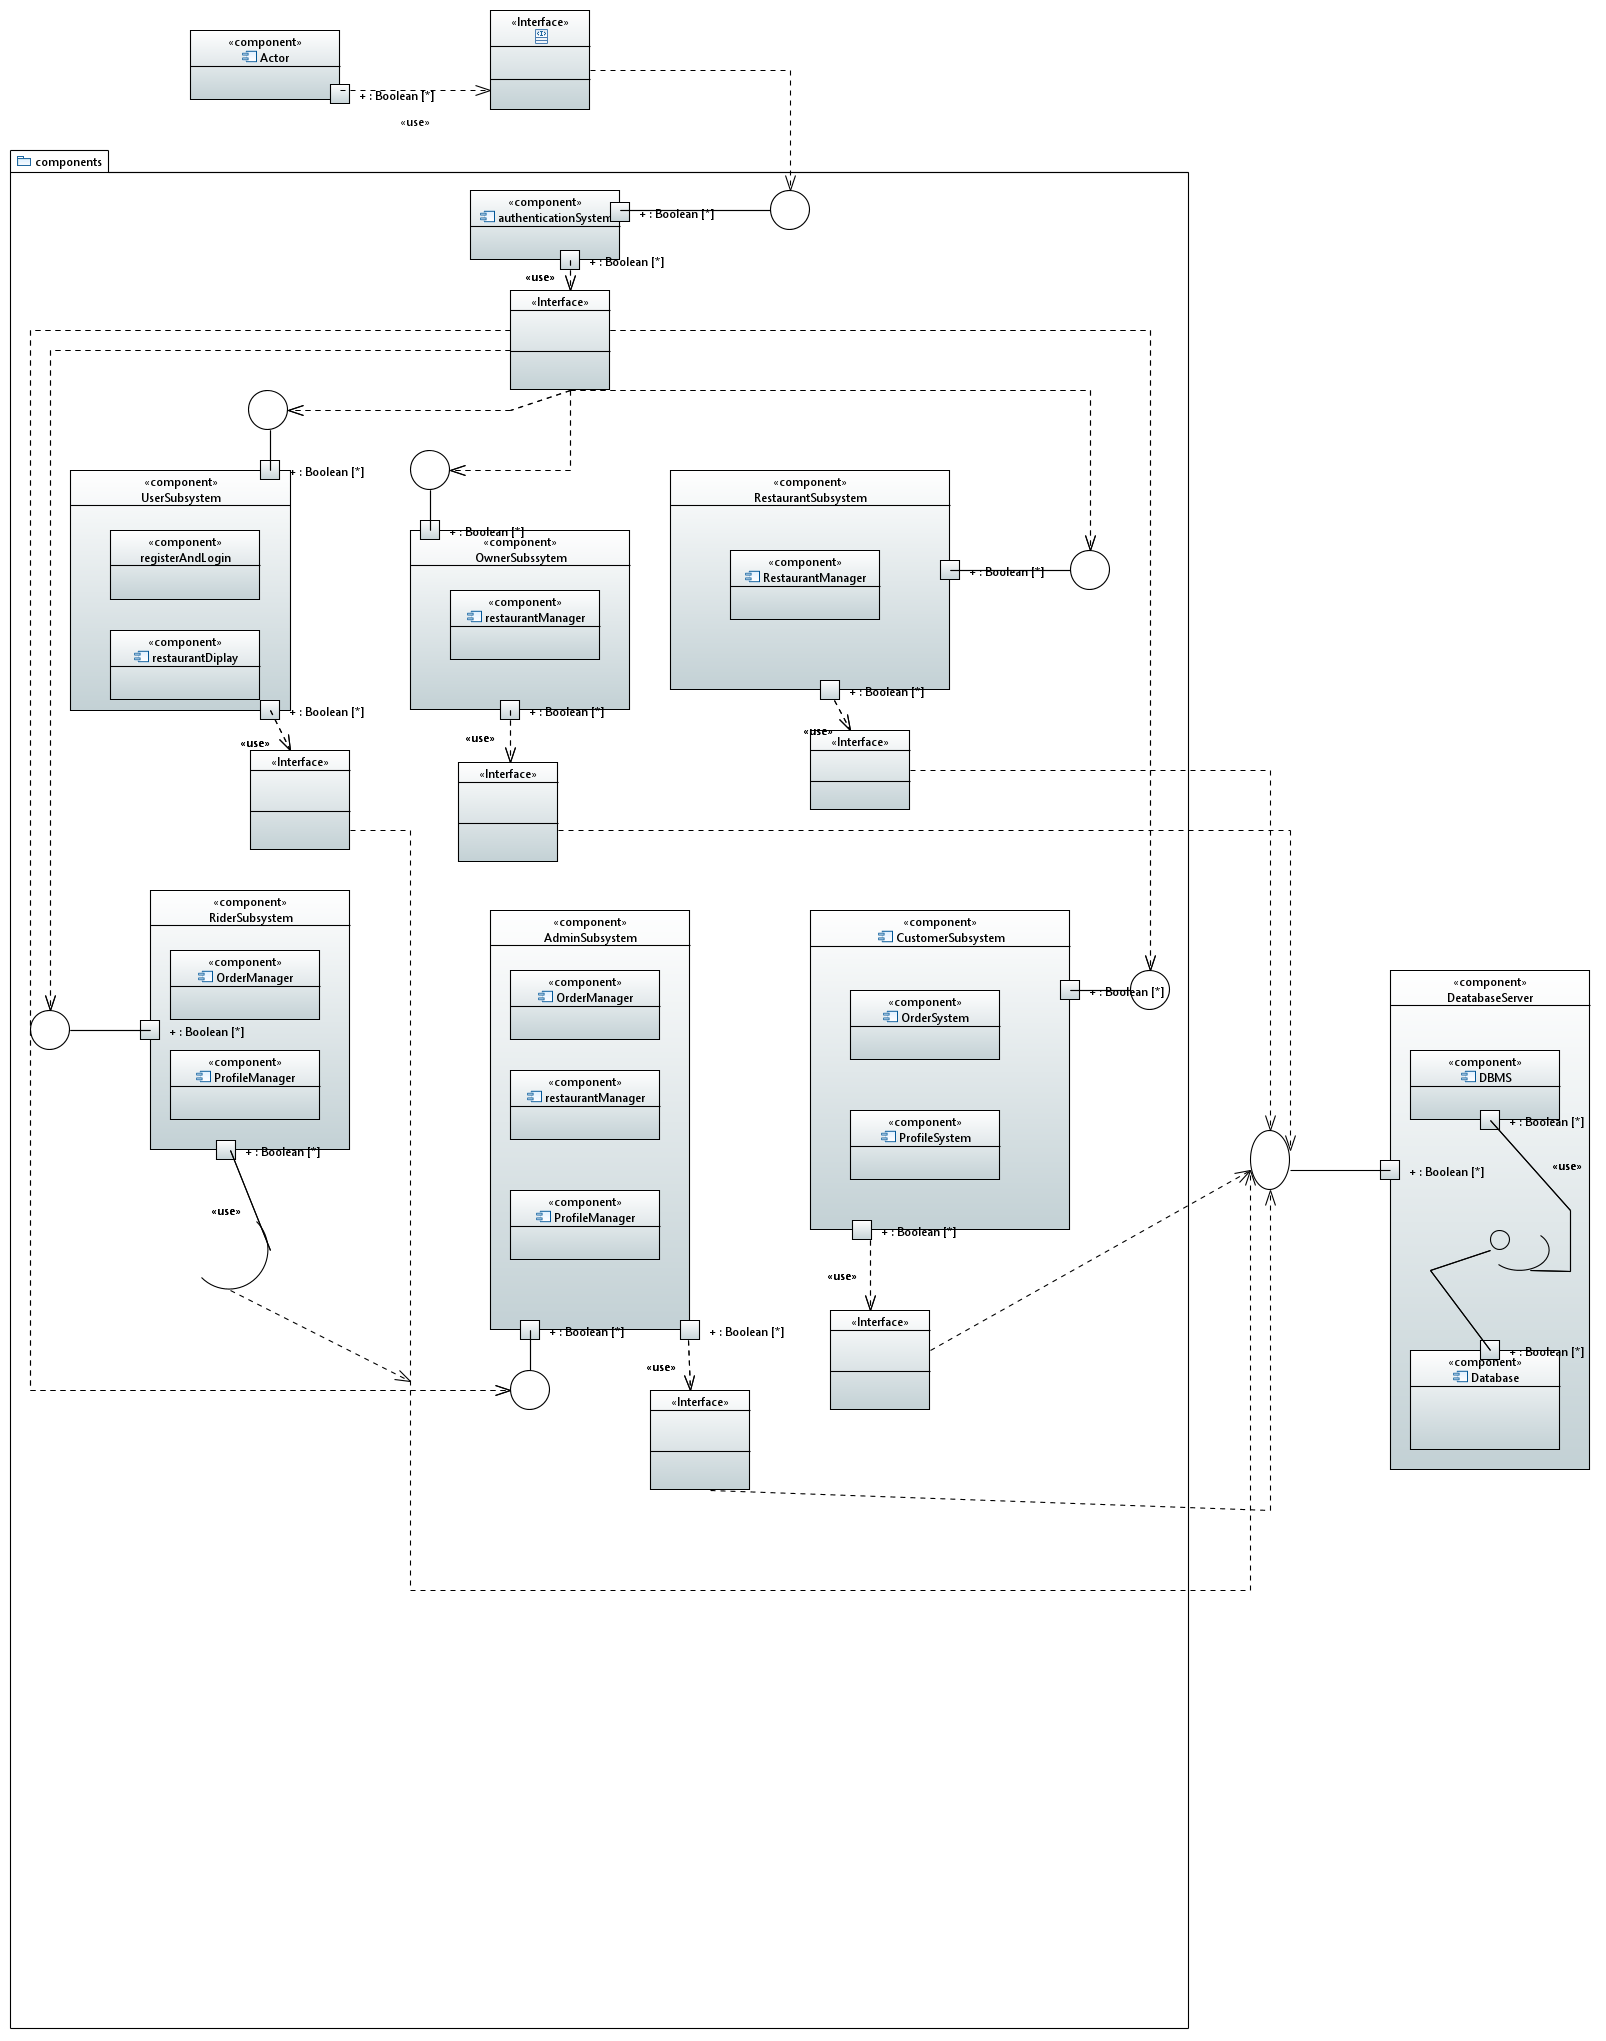 «Interface»
«component»
Actor
+ : Boolean [*]
«use»
components
«component»
authenticationSystem
+ : Boolean [*]
+ : Boolean [*]
«use»
«Interface»
+ : Boolean [*]
«component»
UserSubsystem
«component»
registerAndLogin
«component»
restaurantDiplay
+ : Boolean [*]
«use»
«Interface»
+ : Boolean [*]
«component»
OwnerSubssytem
«component»
restaurantManager
+ : Boolean [*]
«use»
«Interface»
«component»
RestaurantSubsystem
«component»
RestaurantManager
+ : Boolean [*]
+ : Boolean [*]
«use»
«Interface»
«component»
RiderSubsystem
«component»
OrderManager
+ : Boolean [*]
«component»
ProfileManager
+ : Boolean [*]
«use»
«component»
AdminSubsystem
«component»
OrderManager
«component»
restaurantManager
«component»
ProfileManager
+ : Boolean [*]
+ : Boolean [*]
«use»
«Interface»
«component»
CustomerSubsystem
+ : Boolean [*]
«component»
OrderSystem
«component»
ProfileSystem
+ : Boolean [*]
«use»
«Interface»
«component»
DeatabaseServer
«component»
DBMS
+ : Boolean [*]
«use»
+ : Boolean [*]
+ : Boolean [*]
«component»
Database